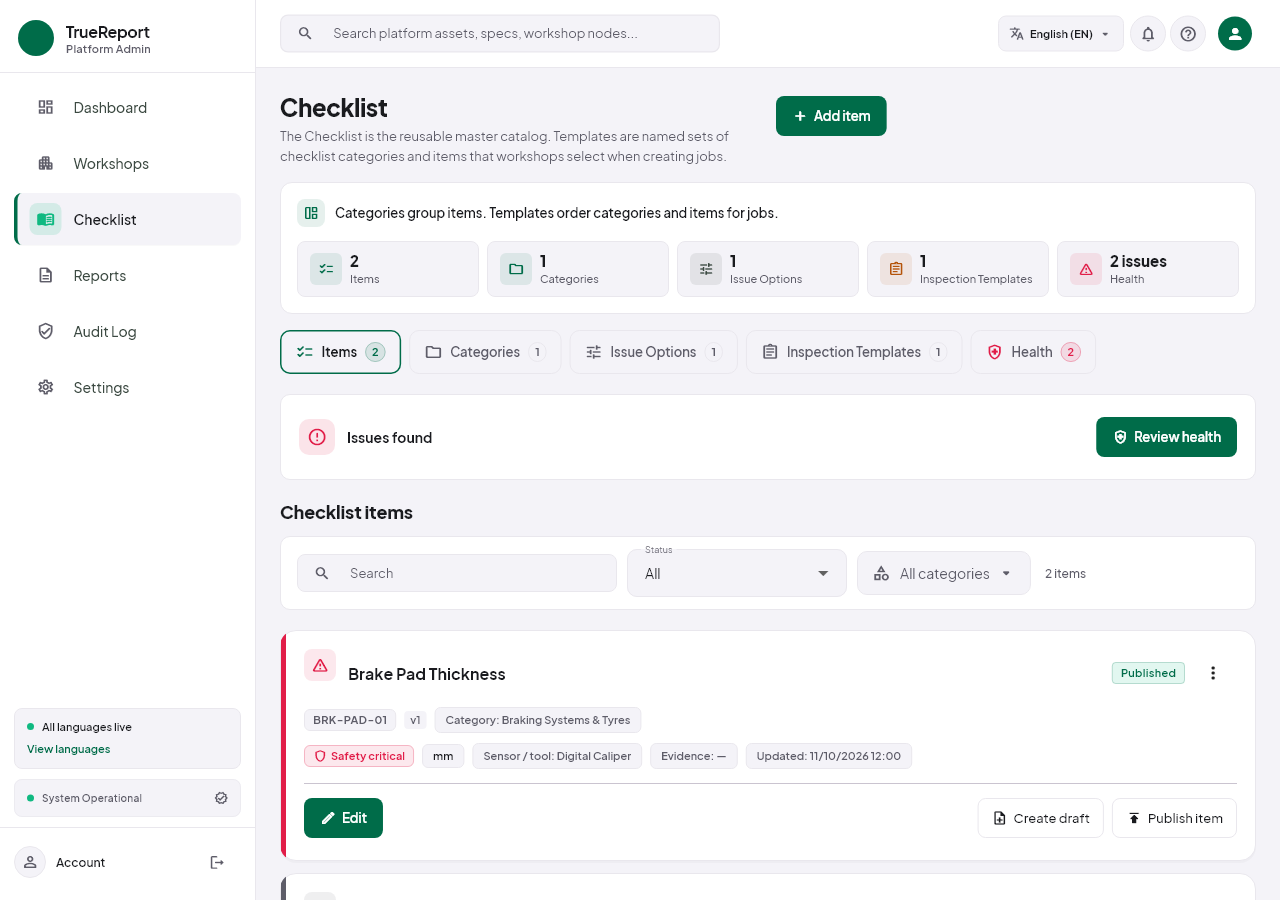 TrueReport
Platform Admin
Dashboard
Workshops
Checklist
Reports
Audit Log
Settings
All languages live
View languages
System Operational
Account
Search platform assets, specs, workshop nodes...
English (EN)
Checklist
The Checklist is the reusable master catalog. Templates are named sets of
checklist categories and items that workshops select when creating jobs.
Add item
Categories group items. Templates order categories and items for jobs.
2
Items
1
Categories
1
Issue Options
1
Inspection Templates
2 issues
Health
Items 2
Categories 1
Issue Options 1
Inspection Templates 1
Health 2
Issues found
Review health
Checklist items
Search
Status
All
All categories
2 items
Brake Pad Thickness
Published
BRK-PAD-01
v1
Category: Braking Systems & Tyres
Safety critical
mm
Sensor / tool: Digital Caliper
Evidence: —
Updated: 11/10/2026 12:00
Edit
Create draft
Publish item